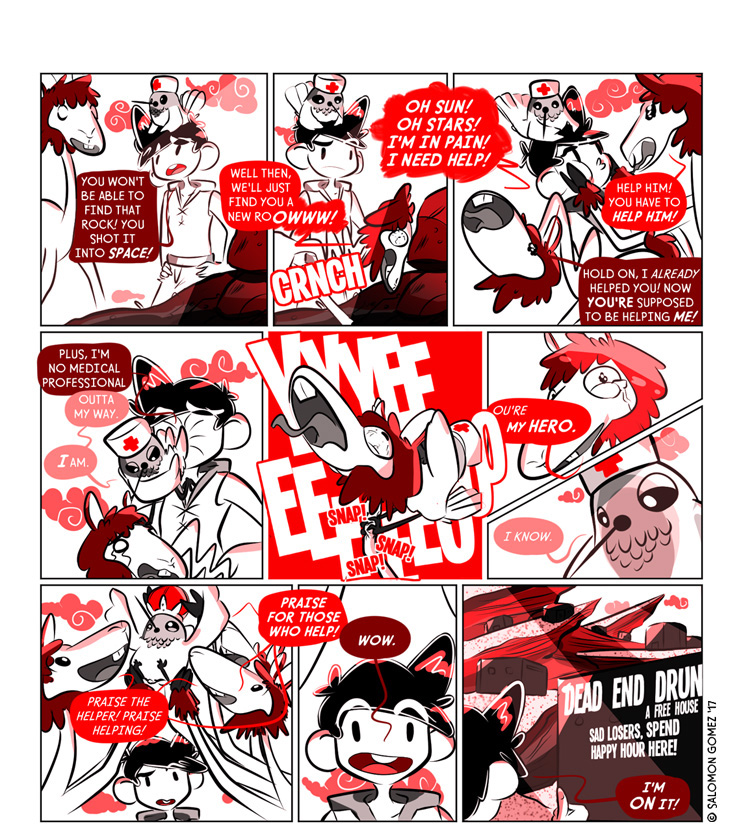 YOU WON'T
BE ABLE TO
FIND THAT
ROCK! YOU
SHOT IT
INTO SPACE!
WELL THEN,
WE'LL JUST
FIND YOU A
NEW ROOWWW!
CRNCH
OH SUN!
OH STARS!
I'M IN PAIN!
I NEED HELP!
HELP HIM!
YOU HAVE TO
HELP HIM!
HOLD ON, I ALREADY
HELPED YOU! NOW
YOU'RE SUPPOSED
TO BE HELPING ME!
PLUS, I'M
NO MEDICAL
PROFESSIONAL
OUTTA
MY WAY.
I AM.
SNAP!
SNAP!
SNAP!
OU'RE
MY HERO.
I KNOW.
PRAISE
FOR THOSE
WHO HELP!
PRAISE THE
HELPER! PRAISE
HELPING!
WOW.
DEAD END DRUN
A FREE HOUSE
SAD LOSERS, SPEND
HAPPY HOUR HERE!
I'M
ON IT!
© SALOMON GOMEZ '17